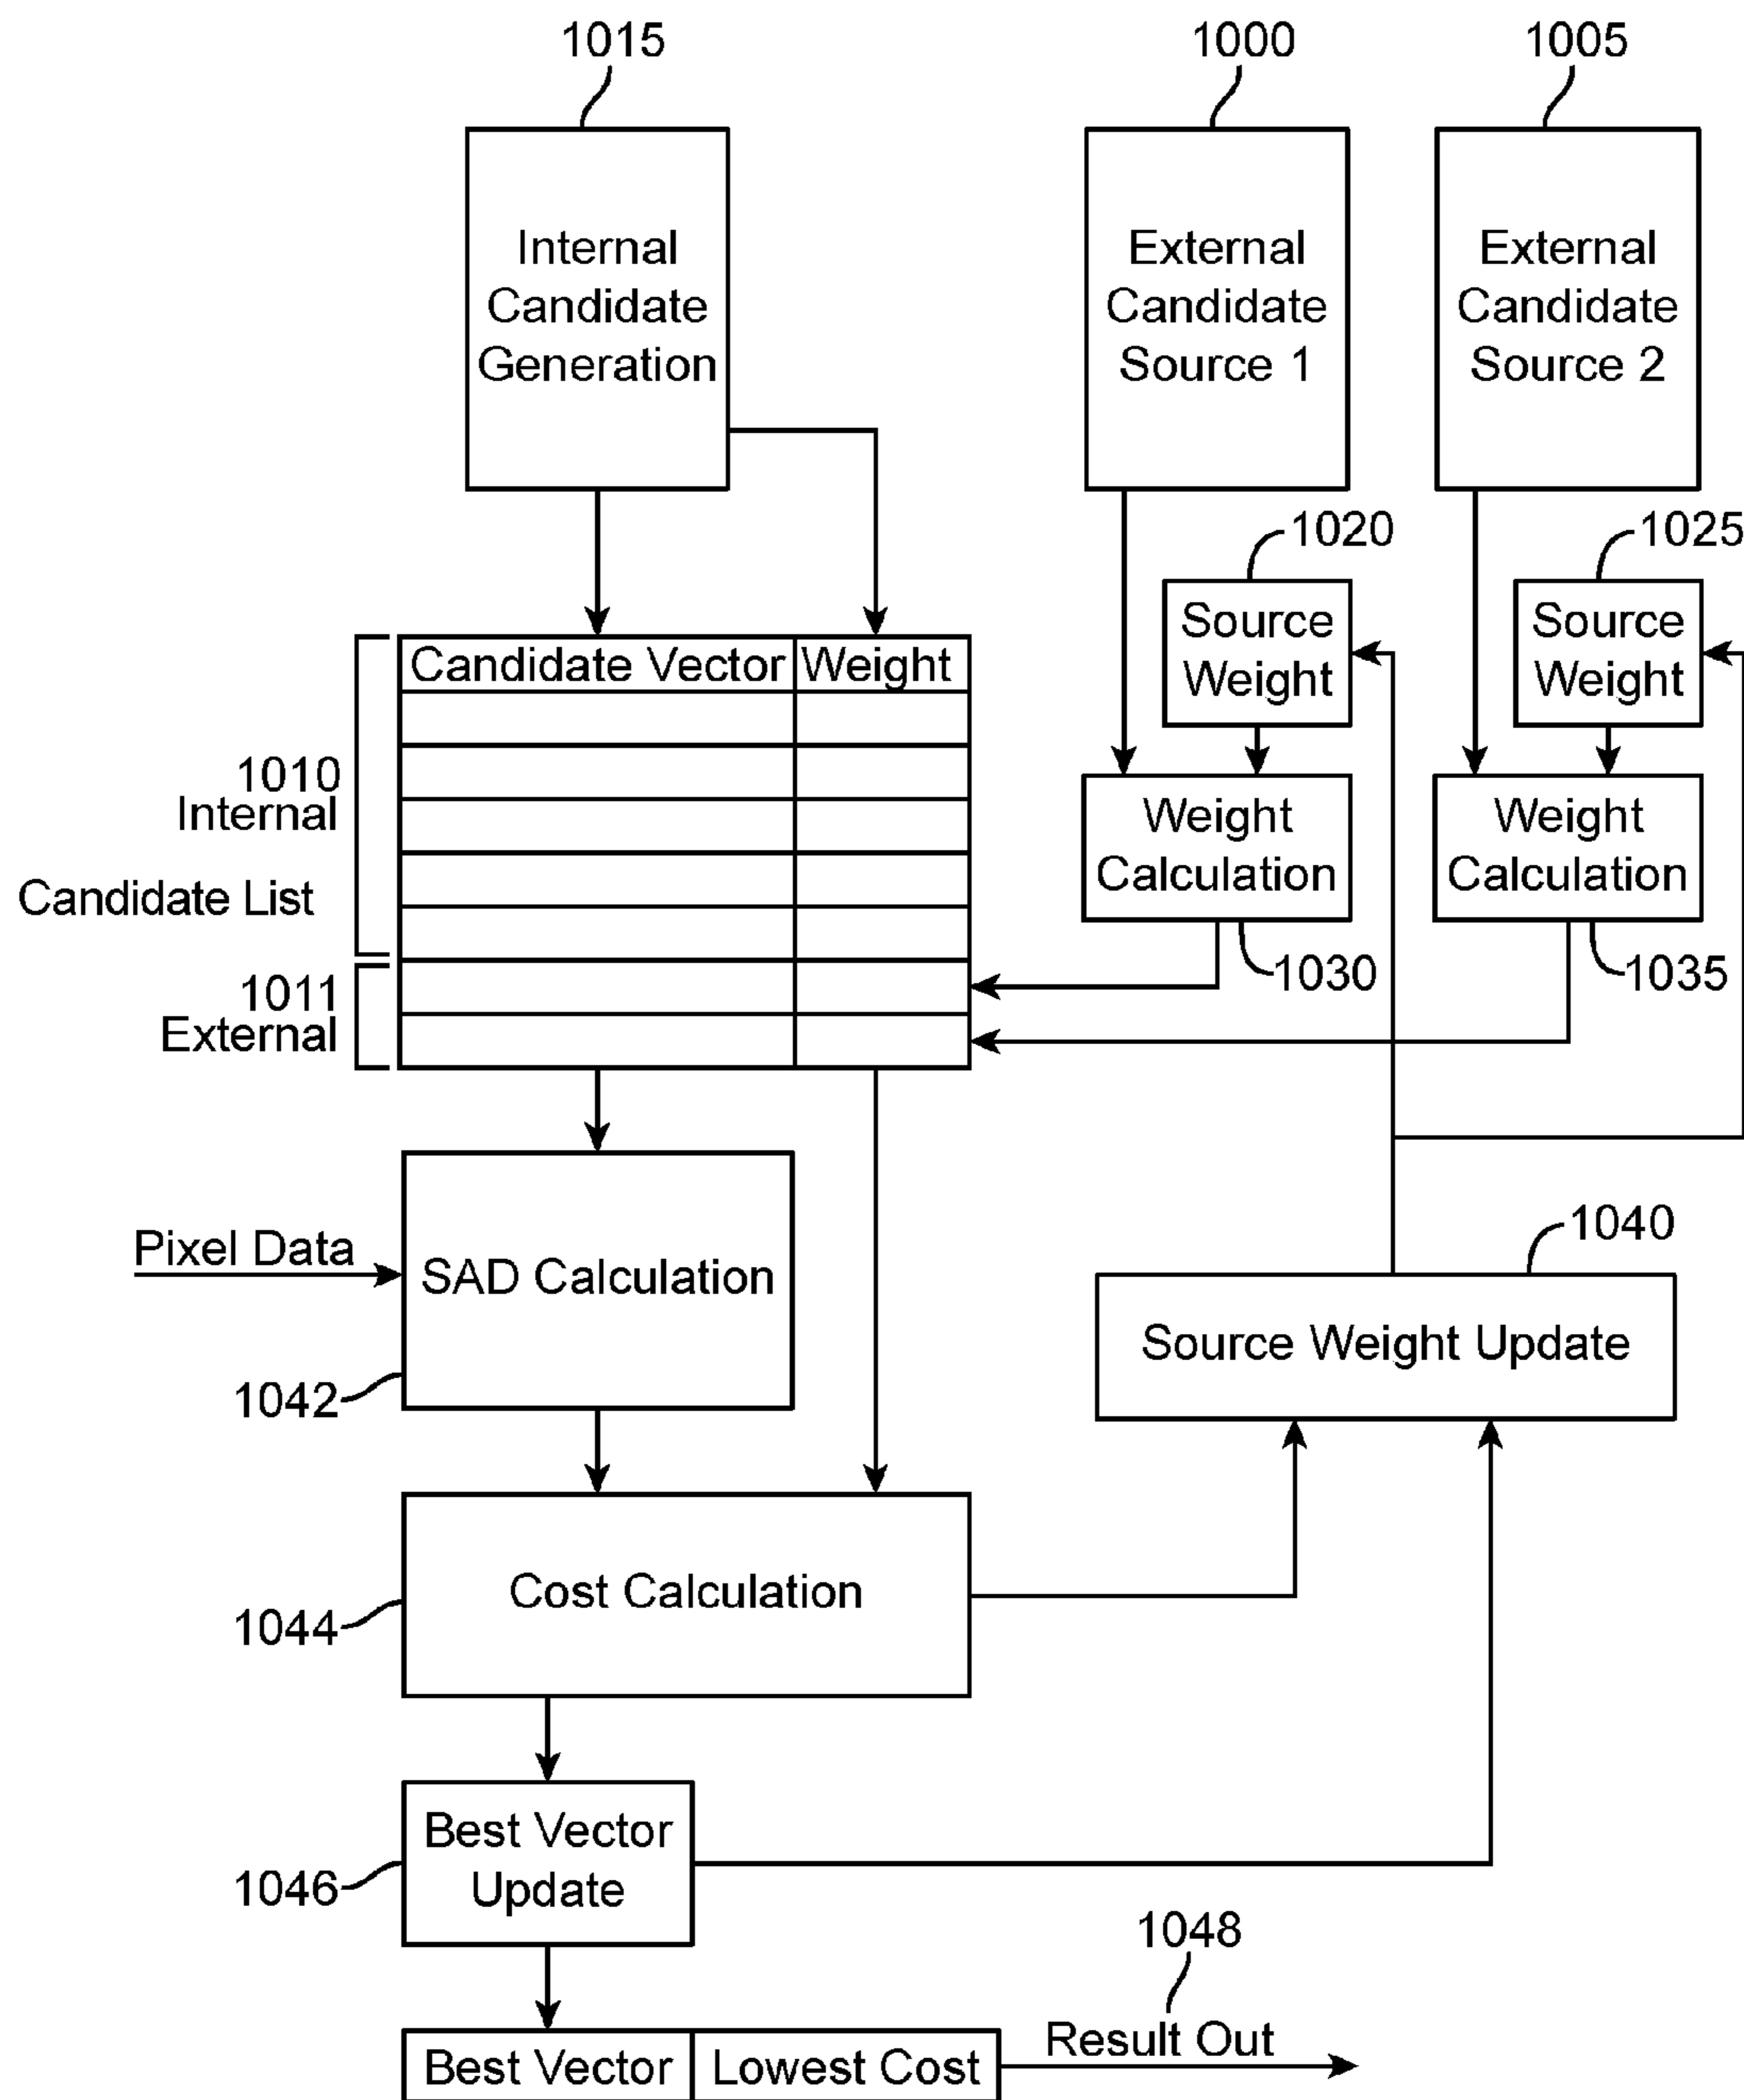 1015
1000
1005
Internal
Candidate
Generation
External
Candidate
Source 1
External
Candidate
Source 2
1020
1025
Source
Weight
Source
Weight
Candidate Vector
Weight
1010
Internal
Candidate List
Weight
Calculation
Weight
Calculation
1030
1035
1011
External
Pixel Data
SAD Calculation
1042
1040
Source Weight Update
Cost Calculation
1044
Best Vector
Update
1046
1048
Result Out
Best Vector
Lowest Cost